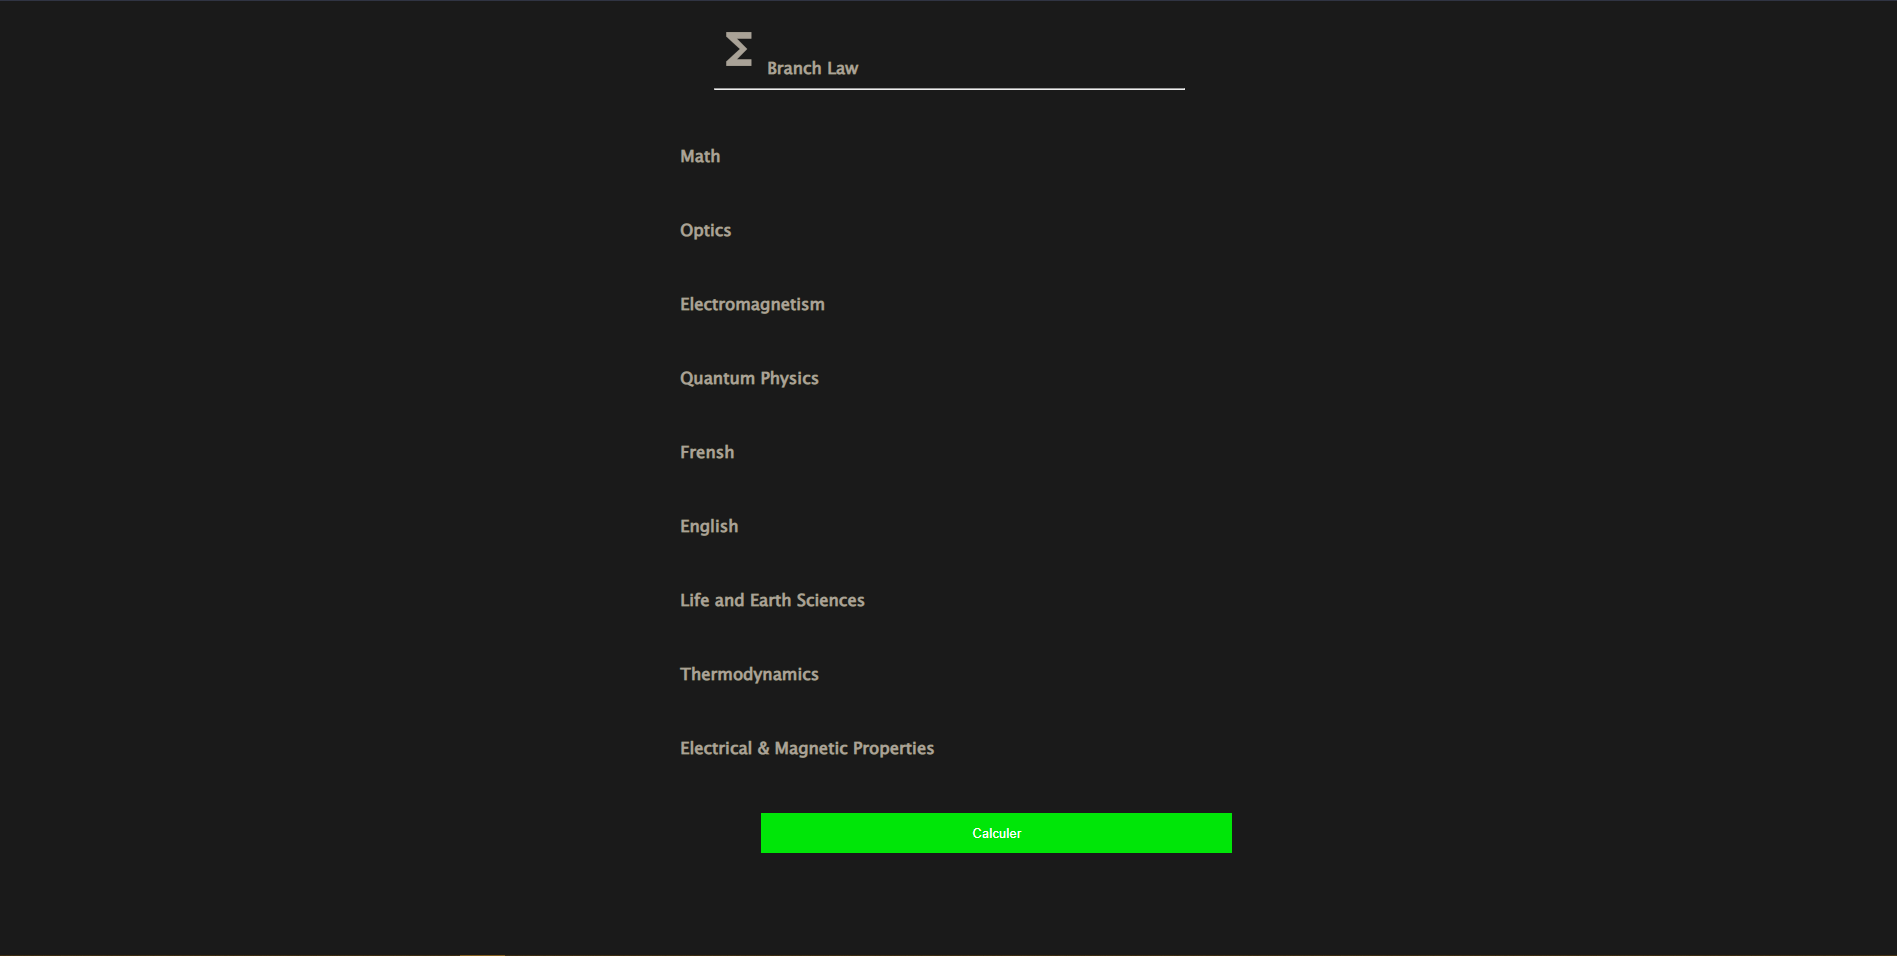 Σ Branch Law
Math
Optics
Electromagnetism
Quantum Physics
Frensh
English
Life and Earth Sciences
Thermodynamics
Electrical & Magnetic Properties
Calculer